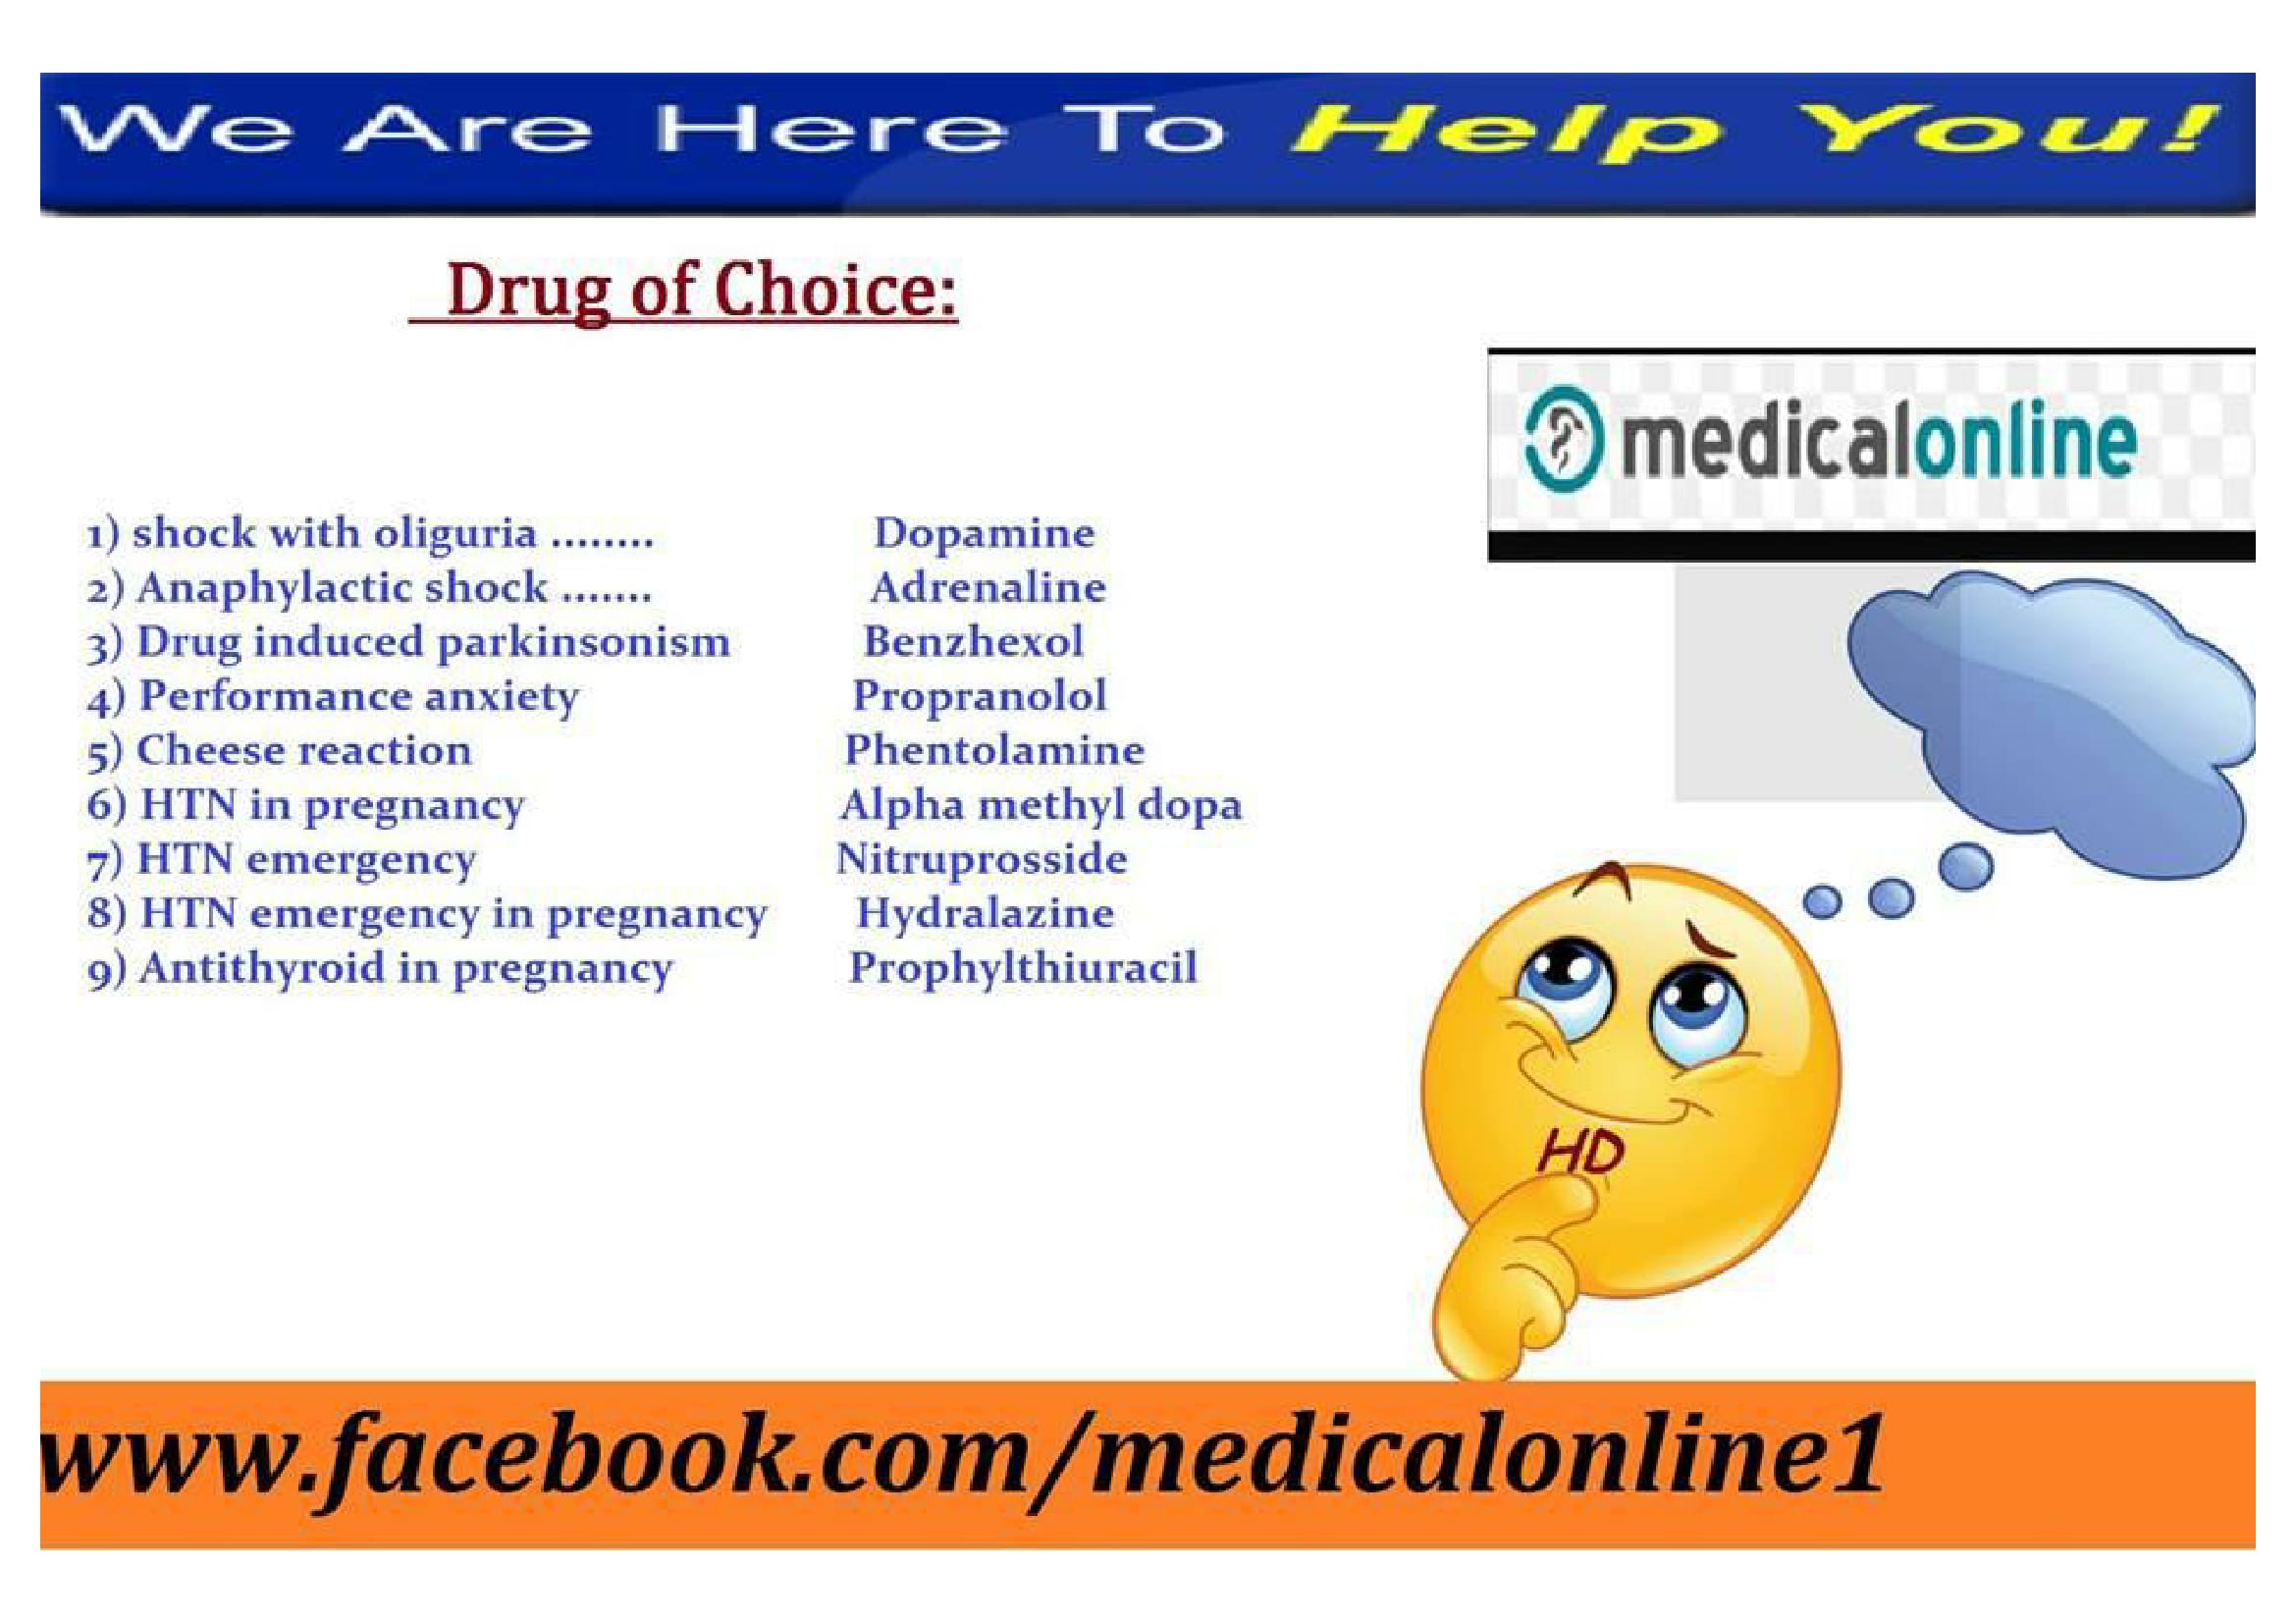 We Are Here To Help You!
Drug of Choice:
medicalonline
1) shock with oliguria ........ Dopamine
2) Anaphylactic shock ....... Adrenaline
3) Drug induced parkinsonism Benzhexol
4) Performance anxiety Propranolol
5) Cheese reaction Phentolamine
6) HTN in pregnancy Alpha methyl dopa
7) HTN emergency Nitruprosside
8) HTN emergency in pregnancy Hydralazine
9) Antithyroid in pregnancy Prophylthiuracil
HD
www.facebook.com/medicalonline1